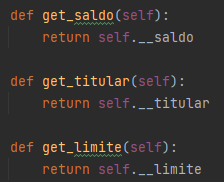 def get_saldo(self):
    return self.__saldo

def get_titular(self):
    return self.__titular

def get_limite(self):
    return self.__limite